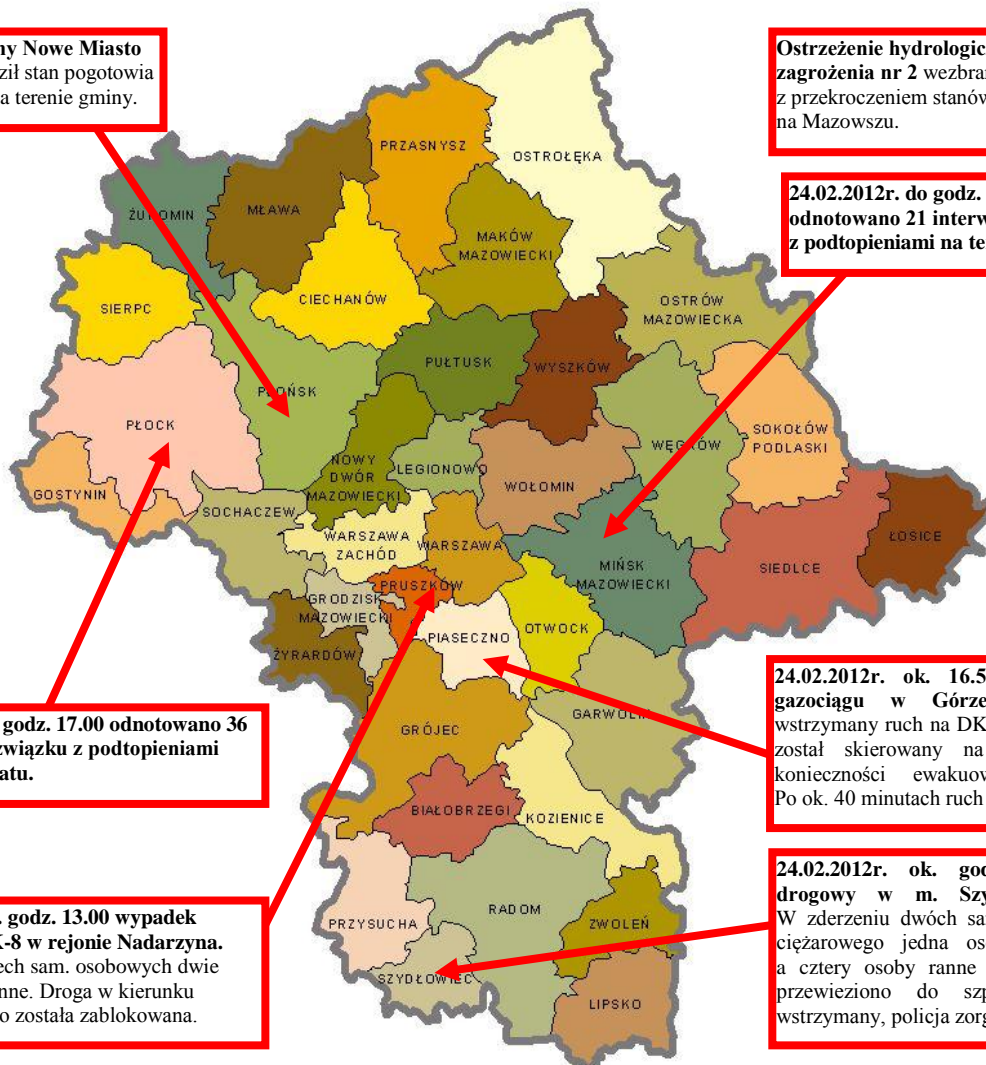 ny Nowe Miasto
ził stan pogotowia
a terenie gminy.
Ostrzeżenie hydrologic
zagrożenia nr 2 wezbra
z przekroczeniem stanów
na Mazowszu.
24.02.2012r. do godz.
odnotowano 21 interw
z podtopieniami na te
PRZASNYSZ
OSTROŁĘKA
ŻUROMIN
MŁAWA
MAKÓW
MAZOWIECKI
SIERPC
CIECHANÓW
OSTRÓW
MAZOWIECKA
PUŁTUSK
WYSZKÓW
PŁOŃSK
PŁOCK
SOKOŁÓW
PODLASKI
WĘGRÓW
NOWY
DWÓR
MAZOWIECKI
LEGIONOWO
WOŁOMIN
GOSTYNIN
SOCHACZEW
WARSZAWA
ZACHÓD
WARSZAWA
MIŃSK
MAZOWIECKI
SIEDLCE
ŁOSICE
PRUSZKÓW
GRODZISK
MAZOWIECKI
PIASECZNO
OTWOCK
ŻYRARDÓW
GARWOLIN
GRÓJEC
BIAŁOBRZEGI
KOZIENICE
PRZYSUCHA
RADOM
ZWOLEŃ
SZYDŁOWIEC
LIPSKO
godz. 17.00 odnotowano 36
związku z podtopieniami
atu.
24.02.2012r. ok. 16.5
gazociągu w Górze
wstrzymany ruch na DK
został skierowany na
konieczności ewakuow
Po ok. 40 minutach ruch
. godz. 13.00 wypadek
K-8 w rejonie Nadarzyna.
ech sam. osobowych dwie
nne. Droga w kierunku
o została zablokowana.
24.02.2012r. ok. god
drogowy w m. Szy
W zderzeniu dwóch sa
ciężarowego jedna os
a cztery osoby ranne
przewieziono do szp
wstrzymany, policja zorg